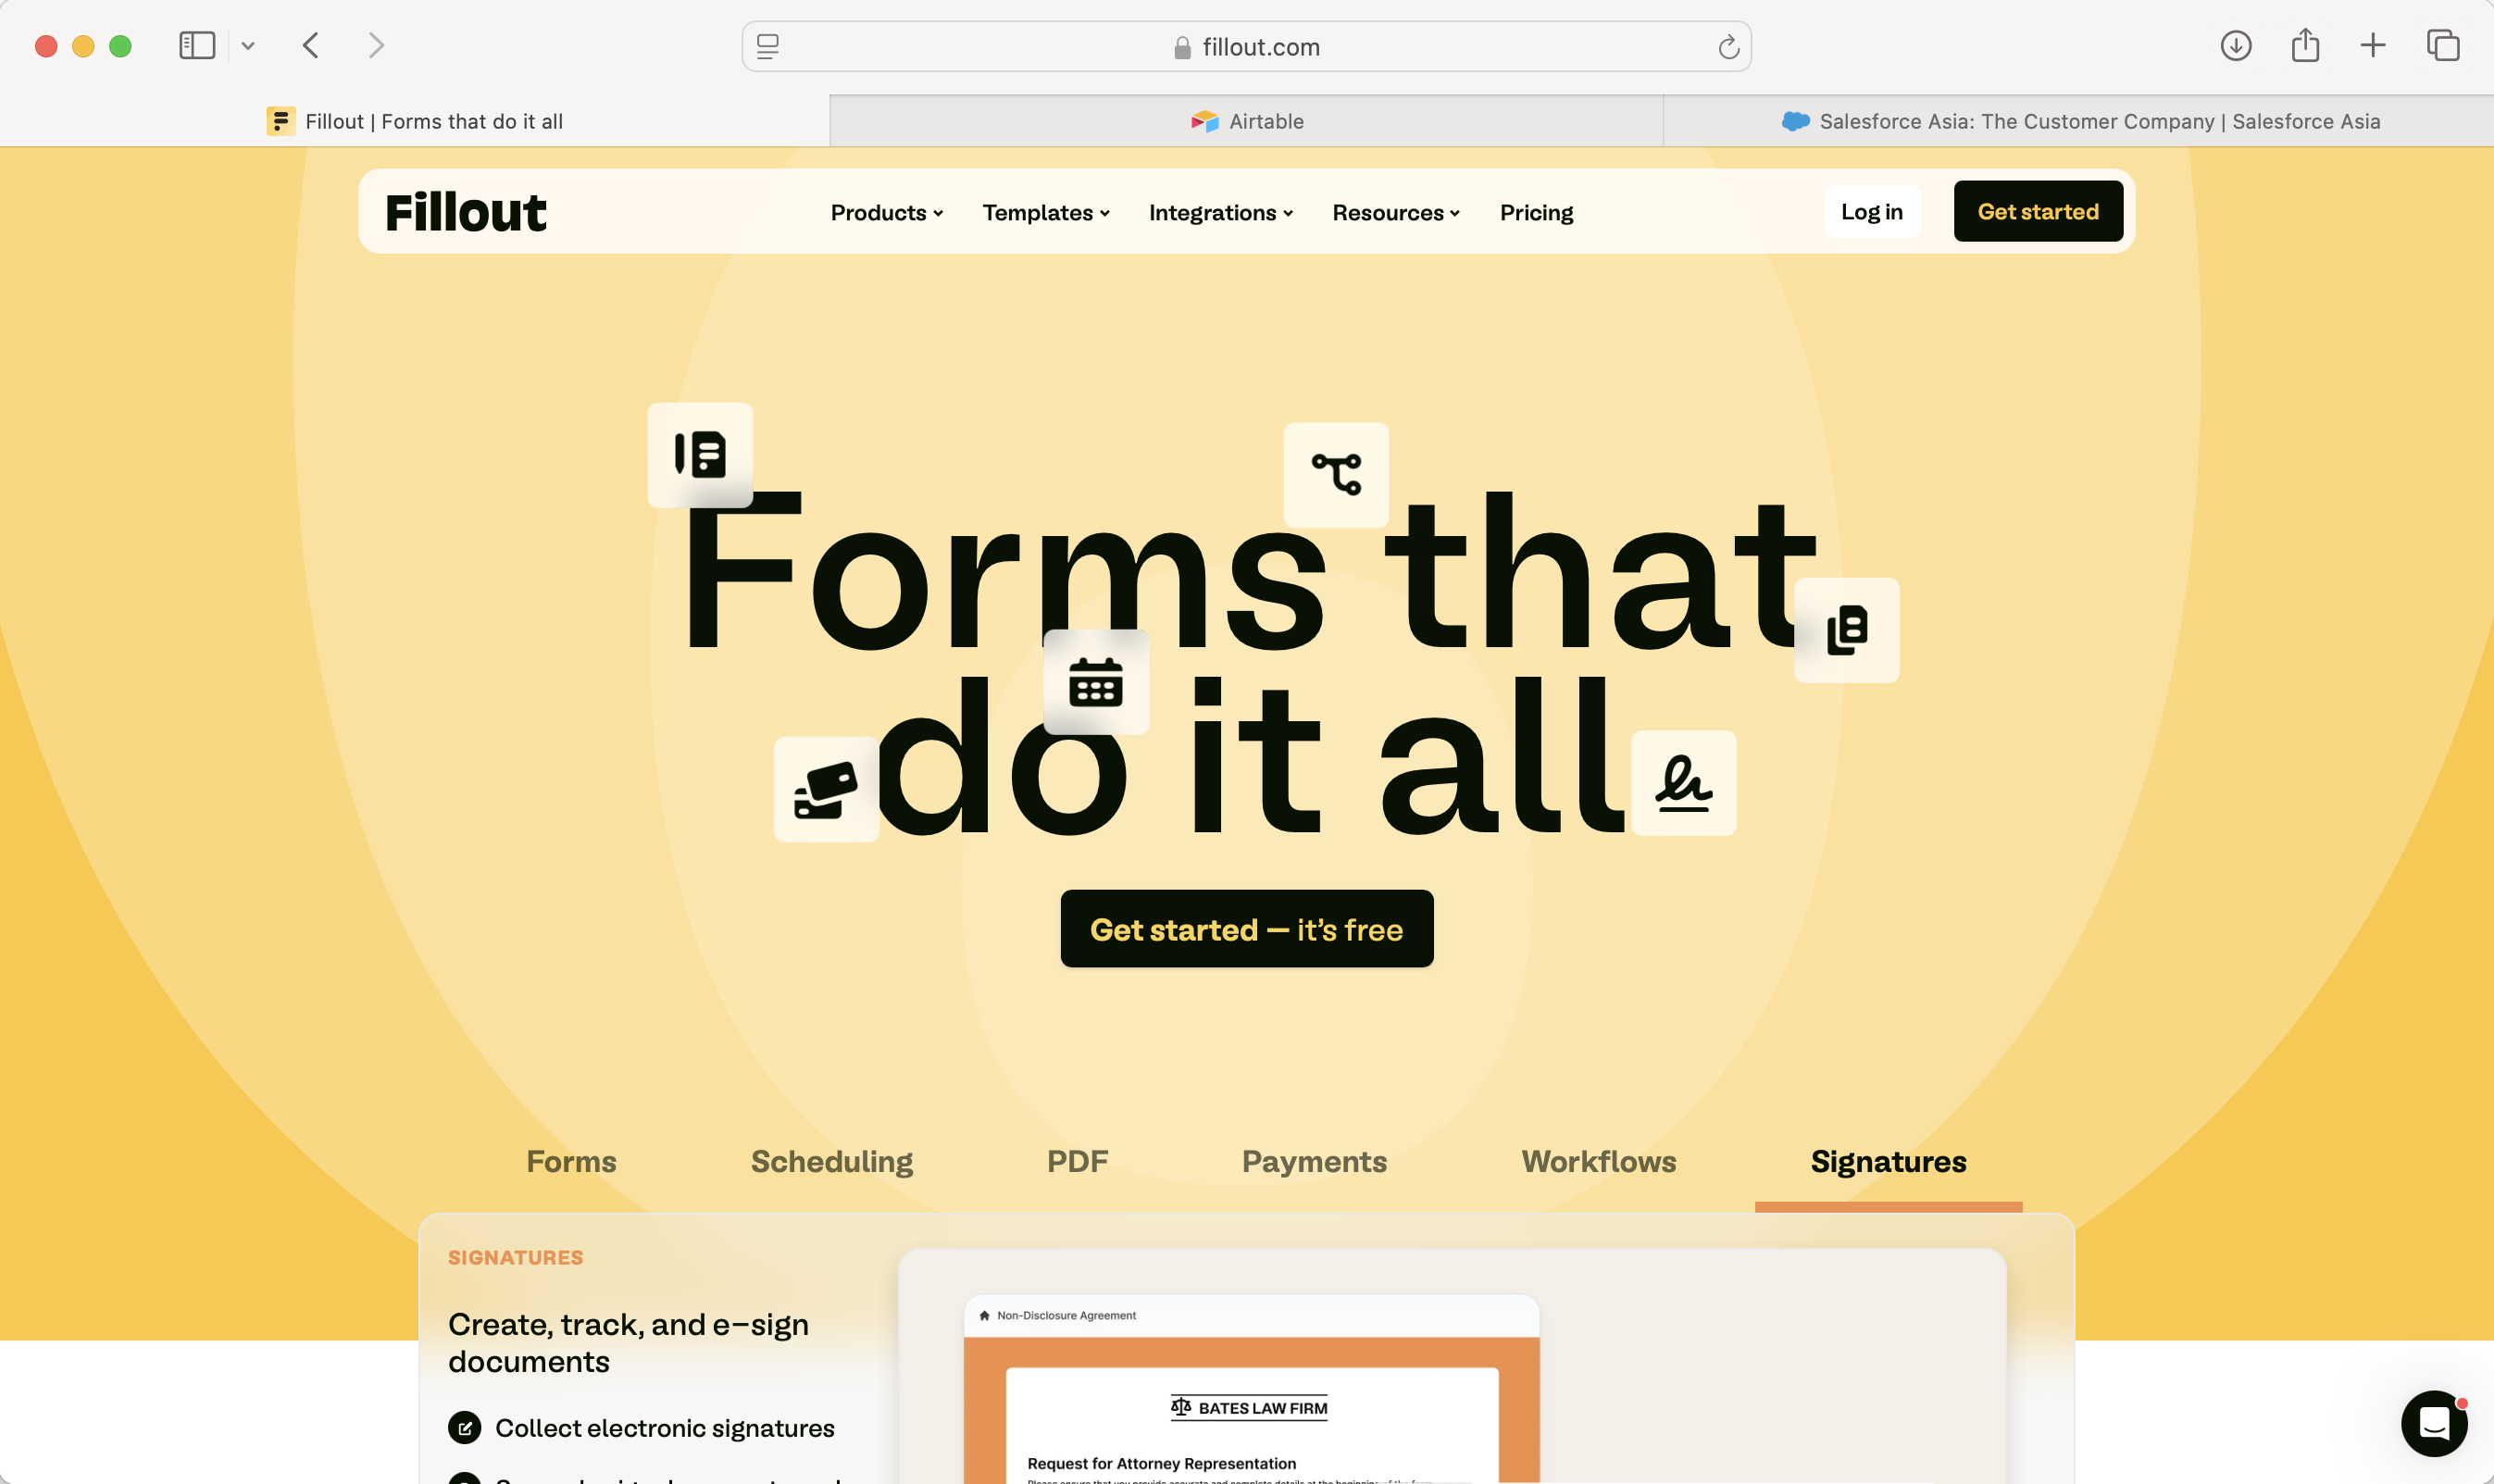 fillout.com
Fillout | Forms that do it all
Airtable
Salesforce Asia: The Customer Company | Salesforce Asia
Fillout
Products
Templates
Integrations
Resources
Pricing
Log in
Get started
Forms that
do it all
Get started — it's free
Forms
Scheduling
PDF
Payments
Workflows
Signatures
SIGNATURES
Create, track, and e-sign
documents
Collect electronic signatures
Non-Disclosure Agreement
BATES LAW FIRM
Request for Attorney Representation